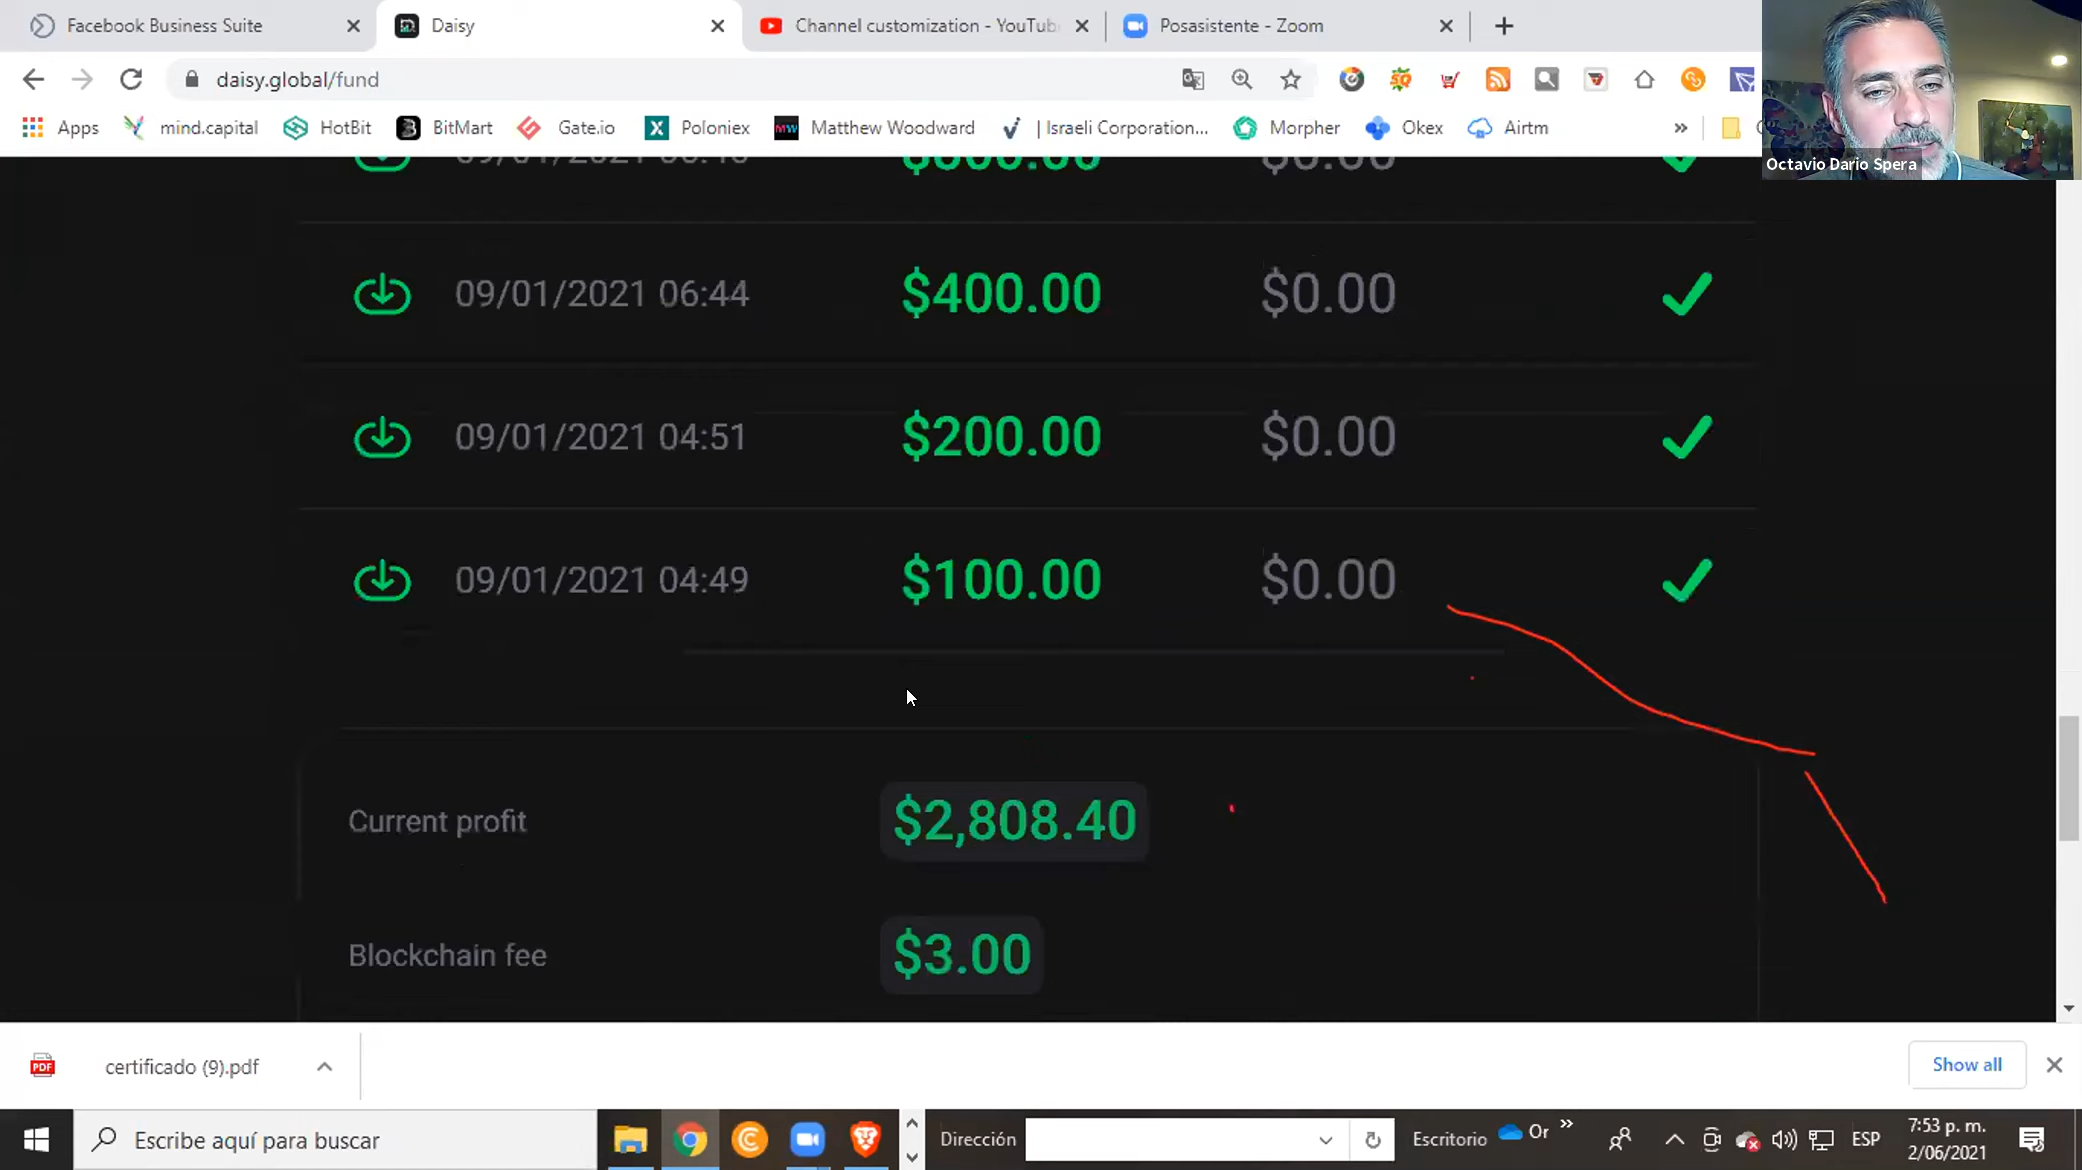 Facebook Business Suite
Daisy
Channel customization - YouTub
Posasistente - Zoom
daisy.global/fund
Apps
mind.capital
HotBit
BitMart
Gate.io
Poloniex
MW
Matthew Woodward
| Israeli Corporation...
Morpher
Okex
Airtm
»
Octavio Dario Spera
09/01/2021 06:44 $400.00 $0.00
09/01/2021 04:51 $200.00 $0.00
09/01/2021 04:49 $100.00 $0.00
Current profit $2,808.40
Blockchain fee $3.00
PDF
certificado (9).pdf
Show all
Escribe aquí para buscar
Dirección
Escritorio
Or
»
ESP
7:53 p. m.
2/06/2021